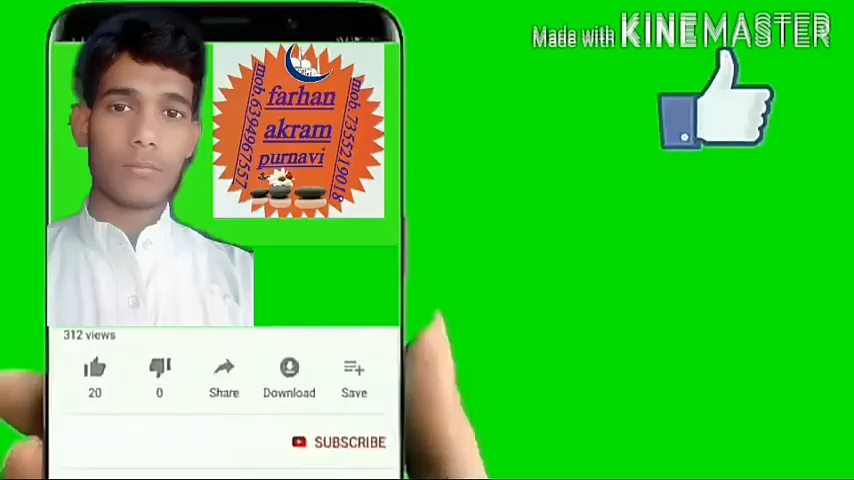 Made with KINEMASTER
farhan
akram
purnavi
mob.6394967557
mob.7355219018
312 views
20
0
Share
Download
Save
SUBSCRIBE